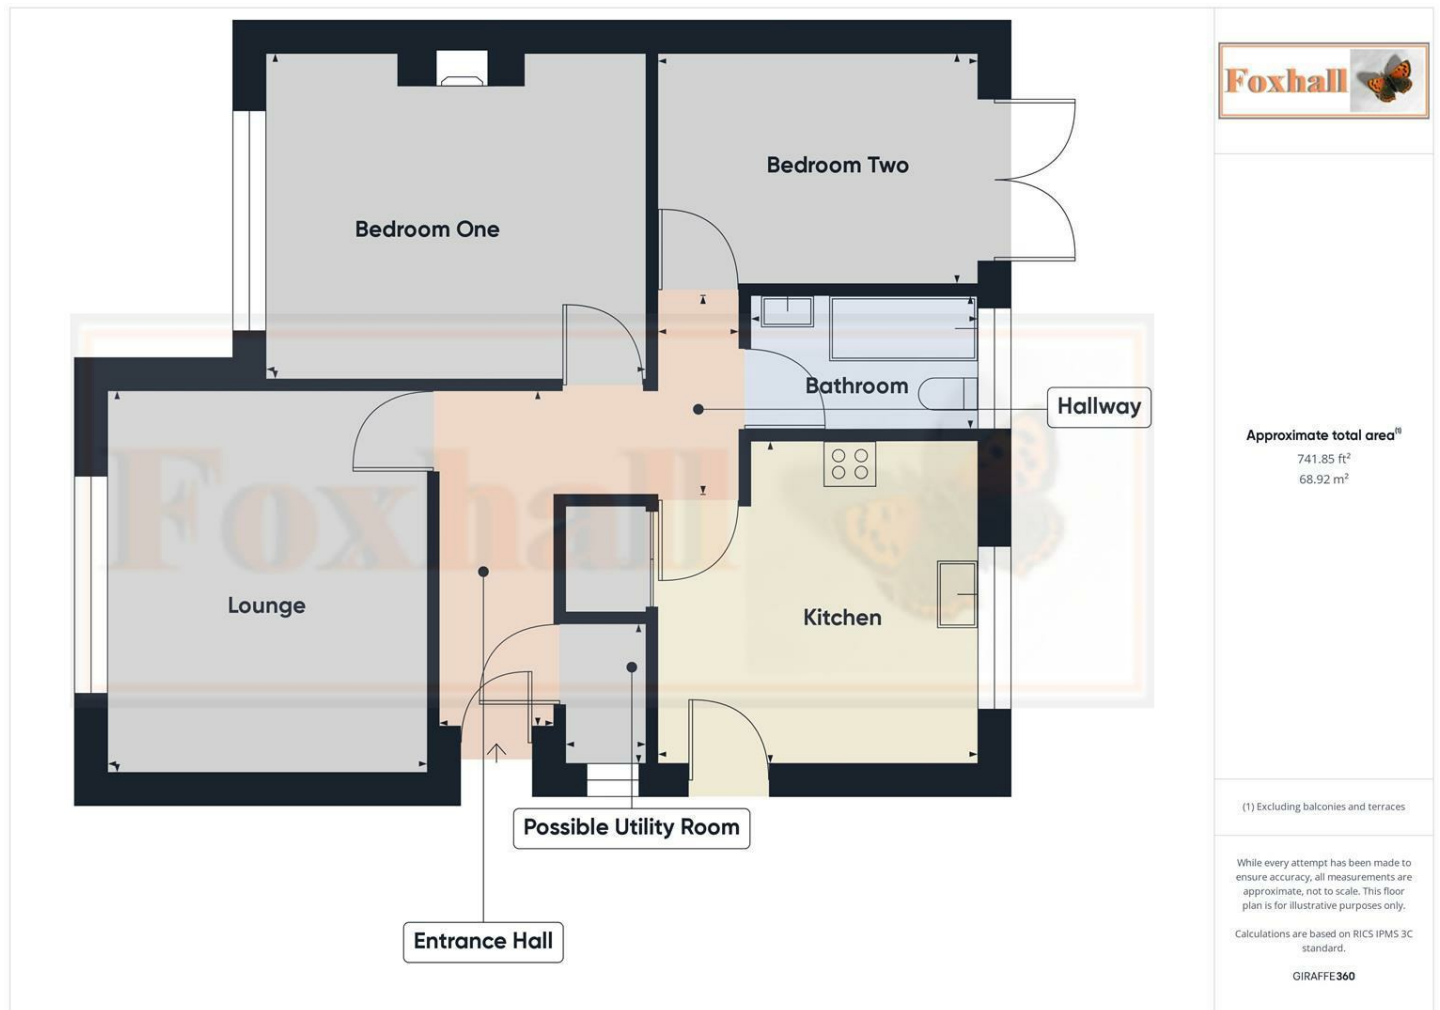 Bedroom One
Bedroom Two
Bathroom
Hallway
Foxhall
Lounge
Kitchen
Possible Utility Room
Entrance Hall
Foxhall
Approximate total area(1)
741.85 ft²
68.92 m²
(1) Excluding balconies and terraces
While every attempt has been made to
ensure accuracy, all measurements are
approximate, not to scale. This floor
plan is for illustrative purposes only.
Calculations are based on RICS IPMS 3C
standard.
GIRAFFE360